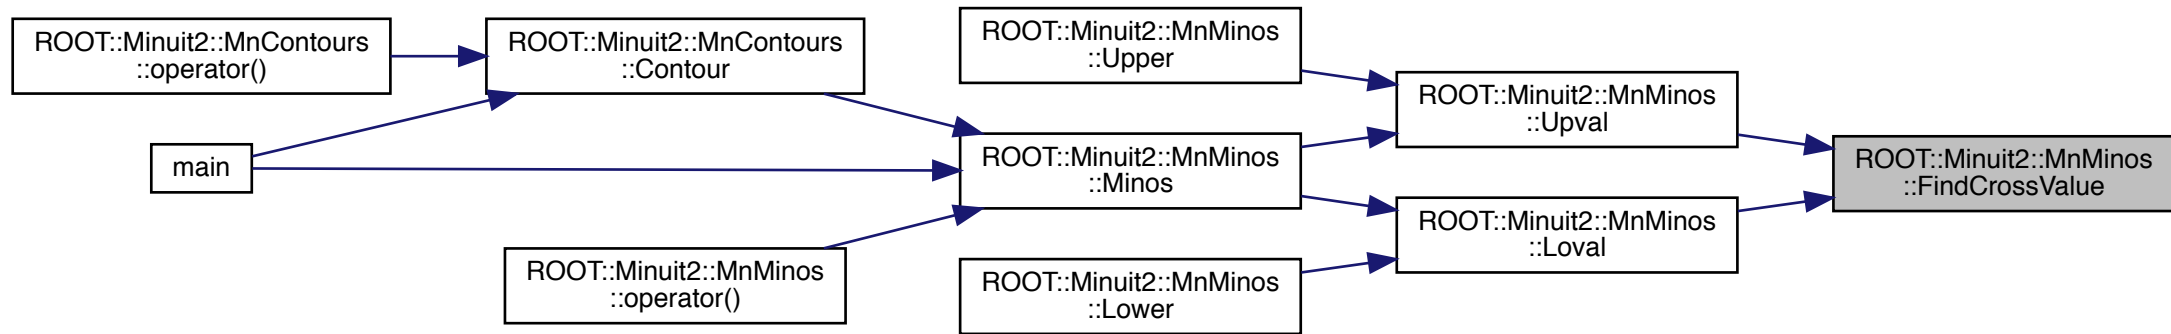 ROOT::Minuit2::MnContours
::operator()
main
ROOT::Minuit2::MnContours
::Contour
ROOT::Minuit2::MnMinos
::operator()
ROOT::Minuit2::MnMinos
::Upper
ROOT::Minuit2::MnMinos
::Minos
ROOT::Minuit2::MnMinos
::Lower
ROOT::Minuit2::MnMinos
::Upval
ROOT::Minuit2::MnMinos
::Loval
ROOT::Minuit2::MnMinos
::FindCrossValue